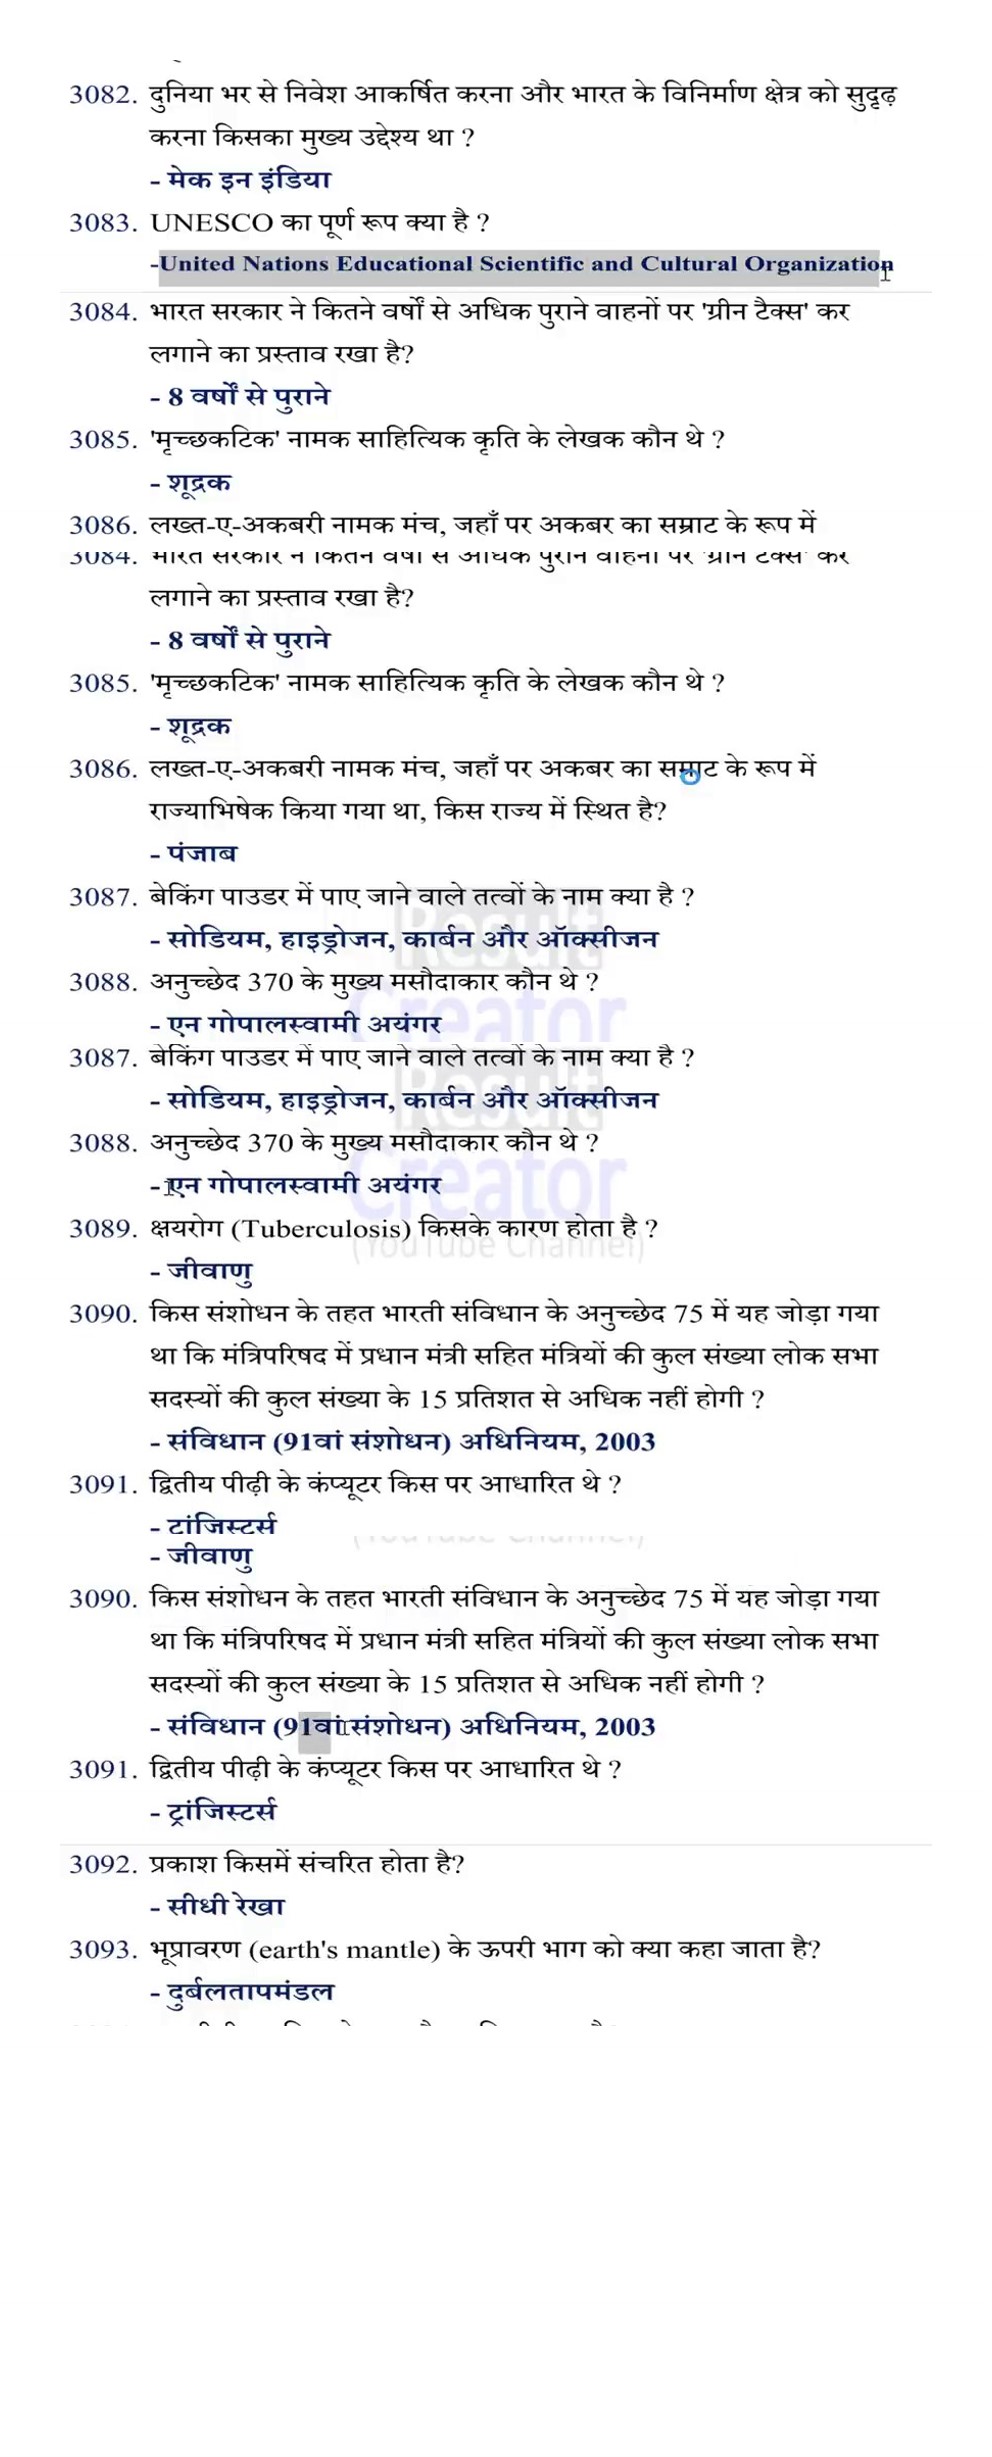 3082. दुनिया भर से निवेश आकर्षित करना और भारत के विनिर्माण क्षेत्र को सुदृढ़
करना किसका मुख्य उद्देश्य था ?
- मेक इन इंडिया
3083. UNESCO का पूर्ण रूप क्या है ?
-United Nations Educational Scientific and Cultural Organization
3084. भारत सरकार ने कितने वर्षों से अधिक पुराने वाहनों पर 'ग्रीन टैक्स' कर
लगाने का प्रस्ताव रखा है?
- 8 वर्षों से पुराने
3085. 'मृच्छकटिक' नामक साहित्यिक कृति के लेखक कौन थे ?
- शूद्रक
3086. लख्त-ए-अकबरी नामक मंच, जहाँ पर अकबर का सम्राट के रूप में
3084. भारत सरकार ने कितने वर्षों से अधिक पुराने वाहनों पर 'ग्रीन टैक्स' कर
लगाने का प्रस्ताव रखा है?
- 8 वर्षों से पुराने
3085. 'मृच्छकटिक' नामक साहित्यिक कृति के लेखक कौन थे ?
- शूद्रक
3086. लख्त-ए-अकबरी नामक मंच, जहाँ पर अकबर का सम्राट के रूप में
राज्याभिषेक किया गया था, किस राज्य में स्थित है?
- पंजाब
3087. बेकिंग पाउडर में पाए जाने वाले तत्वों के नाम क्या है ?
Result
- सोडियम, हाइड्रोजन, कार्बन और ऑक्सीजन
3088. अनुच्छेद 370 के मुख्य मसौदाकार कौन थे ?
Creator
- एन गोपालस्वामी अयंगर
3087. बेकिंग पाउडर में पाए जाने वाले तत्वों के नाम क्या है ?
Result
- सोडियम, हाइड्रोजन, कार्बन और ऑक्सीजन
3088. अनुच्छेद 370 के मुख्य मसौदाकार कौन थे ?
Creator
- एन गोपालस्वामी अयंगर
3089. क्षयरोग (Tuberculosis) किसके कारण होता है ?
(YouTube Channel)
- जीवाणु
3090. किस संशोधन के तहत भारती संविधान के अनुच्छेद 75 में यह जोड़ा गया
था कि मंत्रिपरिषद में प्रधान मंत्री सहित मंत्रियों की कुल संख्या लोक सभा
सदस्यों की कुल संख्या के 15 प्रतिशत से अधिक नहीं होगी ?
- संविधान (91वां संशोधन) अधिनियम, 2003
3091. द्वितीय पीढ़ी के कंप्यूटर किस पर आधारित थे ?
- ट्रांजिस्टर्स
(YouTube Channel)
- जीवाणु
3090. किस संशोधन के तहत भारती संविधान के अनुच्छेद 75 में यह जोड़ा गया
था कि मंत्रिपरिषद में प्रधान मंत्री सहित मंत्रियों की कुल संख्या लोक सभा
सदस्यों की कुल संख्या के 15 प्रतिशत से अधिक नहीं होगी ?
- संविधान (91वां संशोधन) अधिनियम, 2003
3091. द्वितीय पीढ़ी के कंप्यूटर किस पर आधारित थे ?
- ट्रांजिस्टर्स
3092. प्रकाश किसमें संचरित होता है?
- सीधी रेखा
3093. भूप्रावरण (earth's mantle) के ऊपरी भाग को क्या कहा जाता है?
- दुर्बलतापमंडल